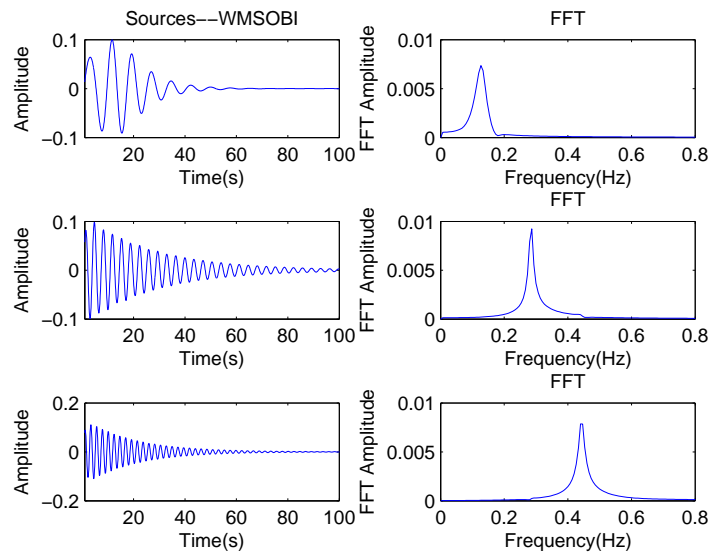 Sources−−WMSOBI
Amplitude
0.1
0
−0.1
20 40 60 80 100
Time(s)
FFT
FFT Amplitude
0.01
0.005
0
0 0.2 0.4 0.6 0.8
Frequency(Hz)
Amplitude
0.1
0
−0.1
20 40 60 80 100
Time(s)
FFT
FFT Amplitude
0.01
0.005
0
0 0.2 0.4 0.6 0.8
Frequency(Hz)
Amplitude
0.2
0
−0.2
20 40 60 80 100
Time(s)
FFT
FFT Amplitude
0.01
0.005
0
0 0.2 0.4 0.6 0.8
Frequency(Hz)